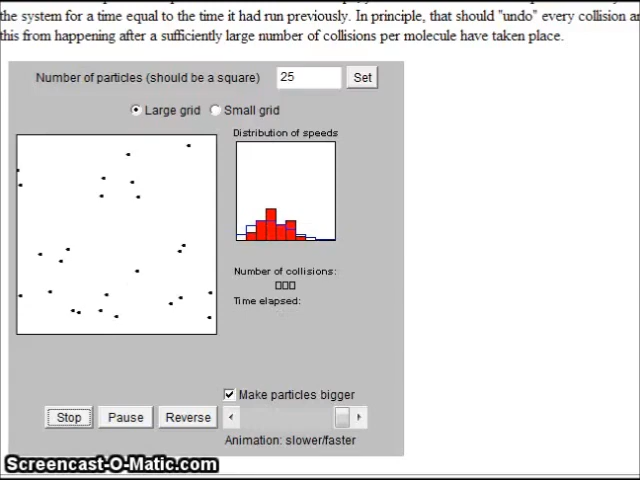 the system for a time equal to the time it had run previously. In principle, that should "undo" every collision
this from happening after a sufficiently large number of collisions per molecule have taken place.
Number of particles (should be a square) 25 Set
Large grid Small grid
Distribution of speeds
Number of collisions:
Time elapsed:
Make particles bigger
Stop Pause Reverse
Animation: slower/faster
Screencast-O-Matic.com